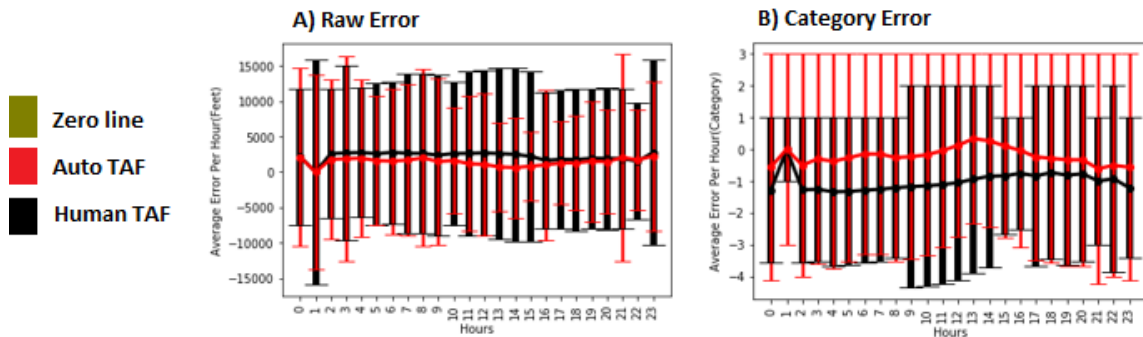 A) Raw Error
B) Category Error
Zero line
Auto TAF
Human TAF
Average Error Per Hour(Feet)
15000
10000
5000
0
−5000
−10000
−15000
0 1 2 3 4 5 6 7 8 9 10 11 12 13 14 15 16 17 18 19 20 21 22 23
Hours
Average Error Per Hour(Category)
3
2
1
0
−1
−2
−3
−4
0 1 2 3 4 5 6 7 8 9 10 11 12 13 14 15 16 17 18 19 20 21 22 23
Hours